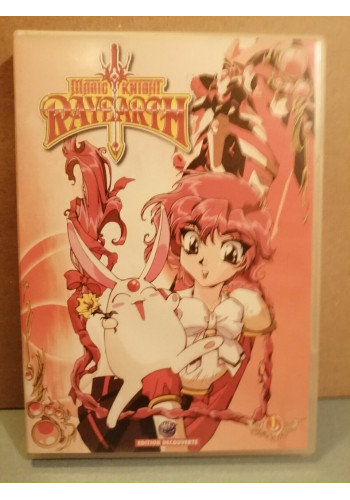 MAGIC KNIGHT
RAYEARTH
1
EDITION DECOUVERTE